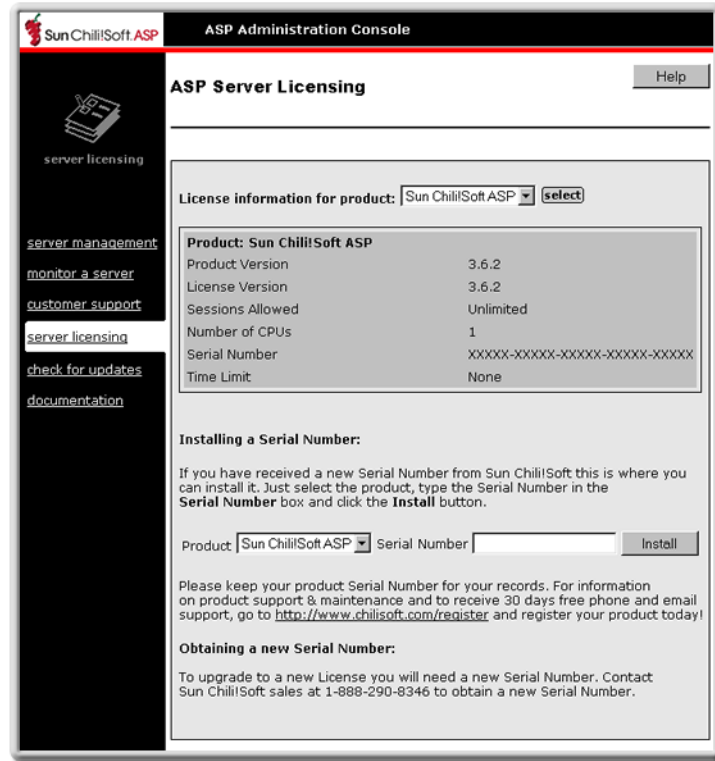 Sun Chili!Soft ASP
ASP Administration Console
ASP Server Licensing
Help
server licensing
server management
monitor a server
customer support
server licensing
check for updates
documentation
License information for product: Sun Chili!Soft ASP select
Product: Sun Chili!Soft ASP
Product Version 3.6.2
License Version 3.6.2
Sessions Allowed Unlimited
Number of CPUs 1
Serial Number XXXXX-XXXXX-XXXXX-XXXXX-XXXXX
Time Limit None
Installing a Serial Number:
If you have received a new Serial Number from Sun Chili!Soft this is where you
can install it. Just select the product, type the Serial Number in the
Serial Number box and click the Install button.
Product Sun Chili!Soft ASP Serial Number Install
Please keep your product Serial Number for your records. For information
on product support & maintenance and to receive 30 days free phone and email
support, go to http://www.chilisoft.com/register and register your product today!
Obtaining a new Serial Number:
To upgrade to a new License you will need a new Serial Number. Contact
Sun Chili!Soft sales at 1-888-290-8346 to obtain a new Serial Number.